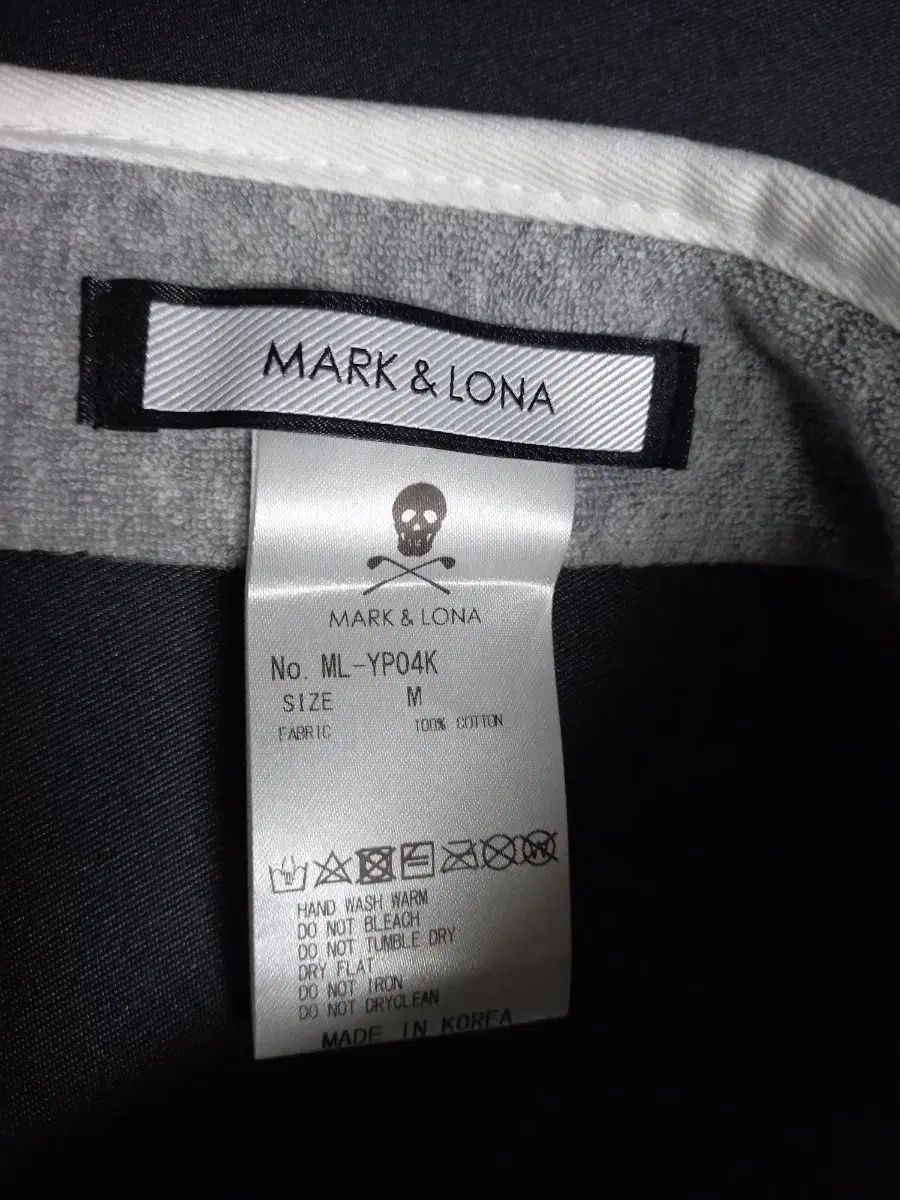 MARK & LONA
MARK & LONA
No. ML-YP04K
SIZE M
FABRIC 100% COTTON
HAND WASH WARM
DO NOT BLEACH
DO NOT TUMBLE DRY
DRY FLAT
DO NOT IRON
DO NOT DRYCLEAN
MADE IN KOREA